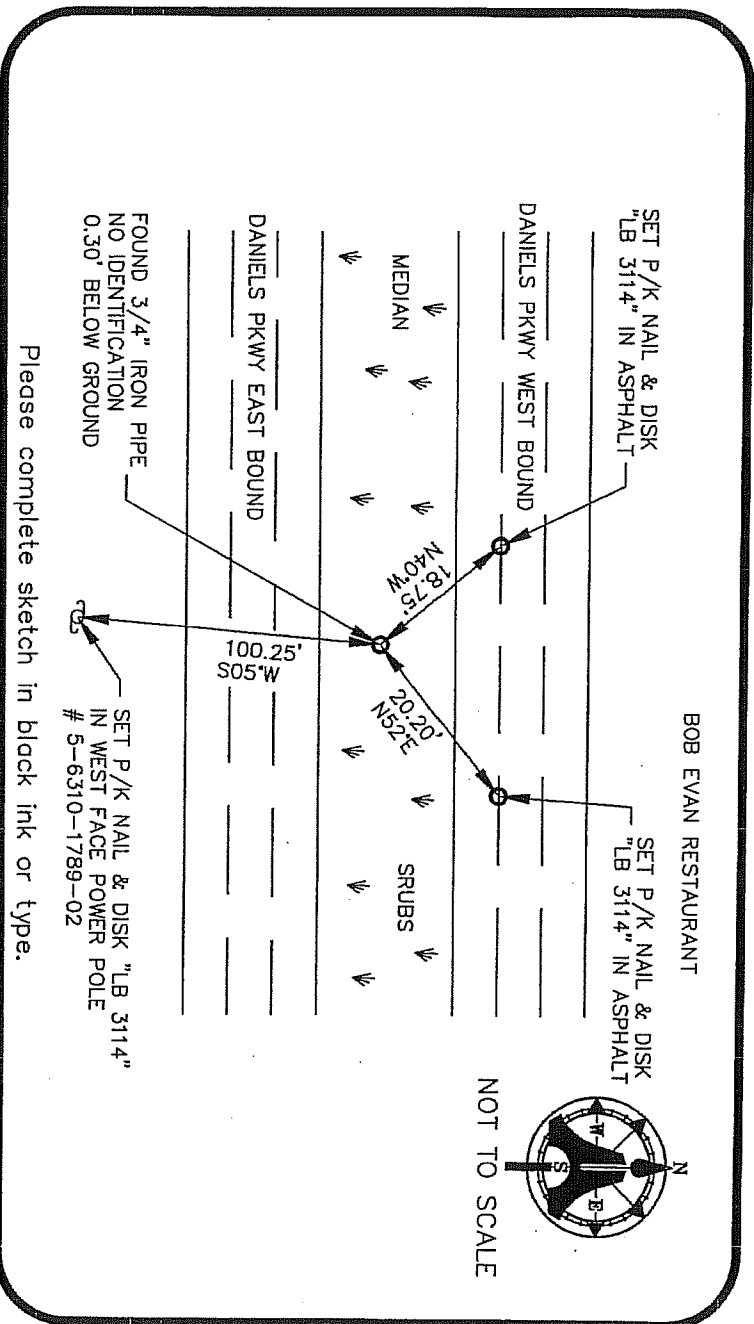 BOB EVAN RESTAURANT
SET P/K NAIL & DISK
"LB 3114" IN ASPHALT
SET P/K NAIL & DISK
"LB 3114" IN ASPHALT
N
W
E
S
NOT TO SCALE
DANIELS PKWY WEST BOUND
MEDIAN
SRUBS
18.75'
N40°W
20.20'
N52°E
DANIELS PKWY EAST BOUND
100.25'
S05°W
FOUND 3/4" IRON PIPE
NO IDENTIFICATION
0.30' BELOW GROUND
SET P/K NAIL & DISK "LB 3114"
IN WEST FACE POWER POLE
# 5-6310-1789-02
Please complete sketch in black ink or type.